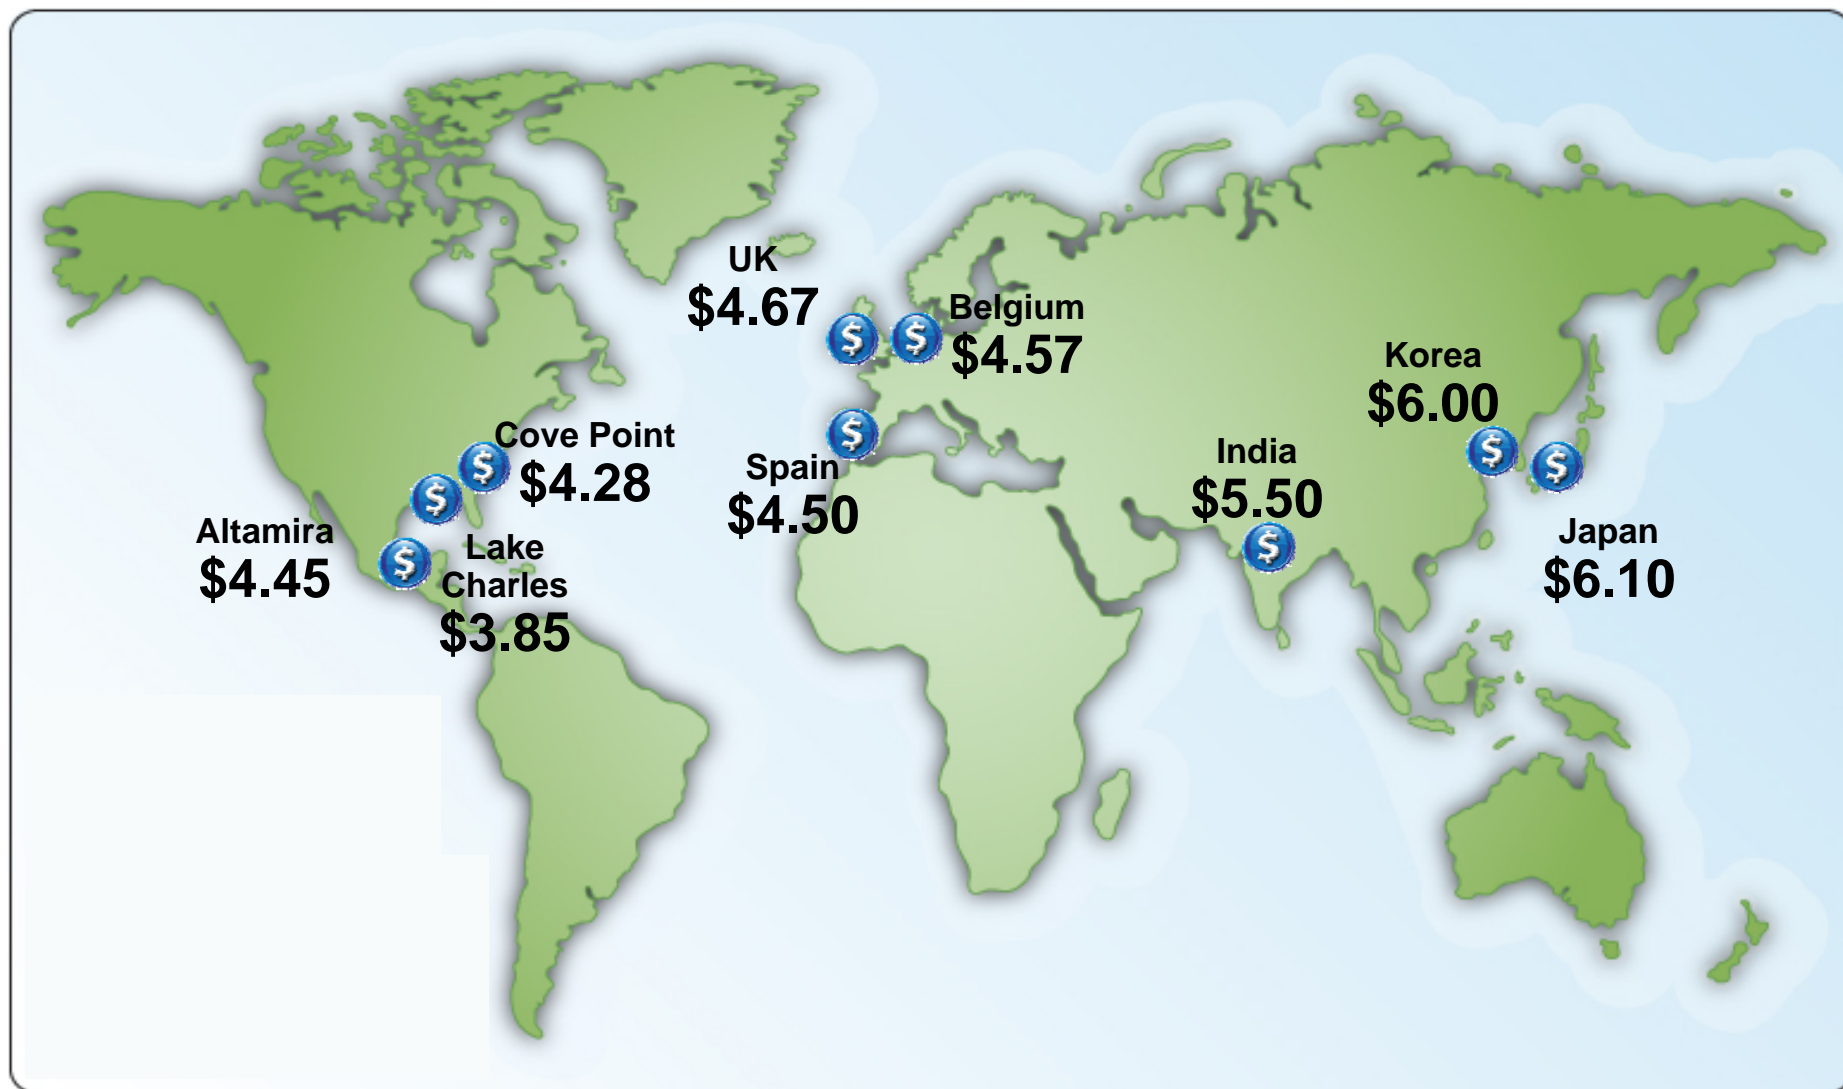 UK
$4.67
Belgium
$4.57
Korea
$6.00
Cove Point
$4.28
Spain
$4.50
India
$5.50
Altamira
$4.45
Lake
Charles
$3.85
Japan
$6.10
$
$
$
$
$
$
$
$
$